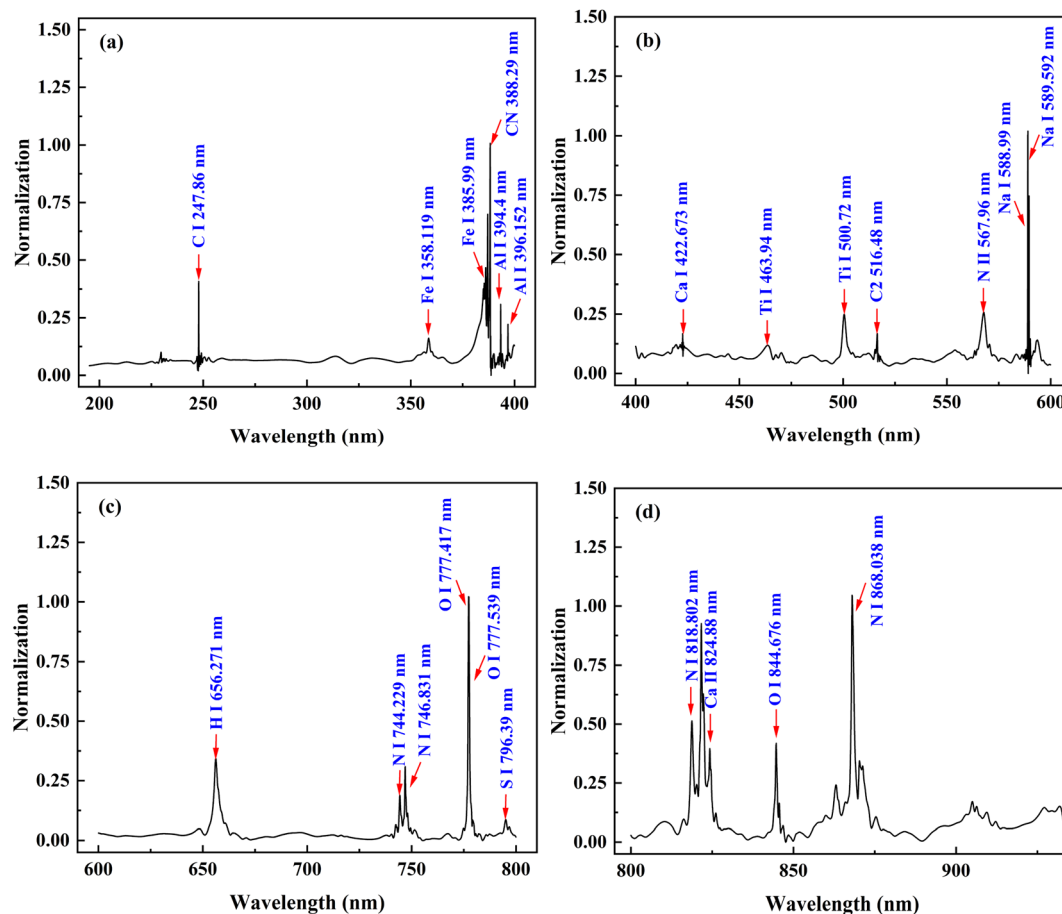 (a)
1.50
1.25
1.00
0.75
0.50
0.25
0.00
Normalization
C I 247.86 nm
Fe I 358.119 nm
Fe I 385.99 nm
CN 388.29 nm
Al I 394.4 nm
Al I 396.152 nm
200 250 300 350 400
Wavelength (nm)
(b)
1.50
1.25
1.00
0.75
0.50
0.25
0.00
Normalization
Ca I 422.673 nm
Ti I 463.94 nm
Ti I 500.72 nm
C2 516.48 nm
N II 567.96 nm
Na I 588.99 nm
Na I 589.592 nm
400 450 500 550 600
Wavelength (nm)
(c)
1.50
1.25
1.00
0.75
0.50
0.25
0.00
Normalization
H I 656.271 nm
N I 744.229 nm
N I 746.831 nm
O I 777.417 nm
O I 777.539 nm
S I 796.39 nm
600 650 700 750 800
Wavelength (nm)
(d)
1.50
1.25
1.00
0.75
0.50
0.25
0.00
Normalization
N I 818.802 nm
Ca II 824.88 nm
O I 844.676 nm
N I 868.038 nm
800 850 900
Wavelength (nm)